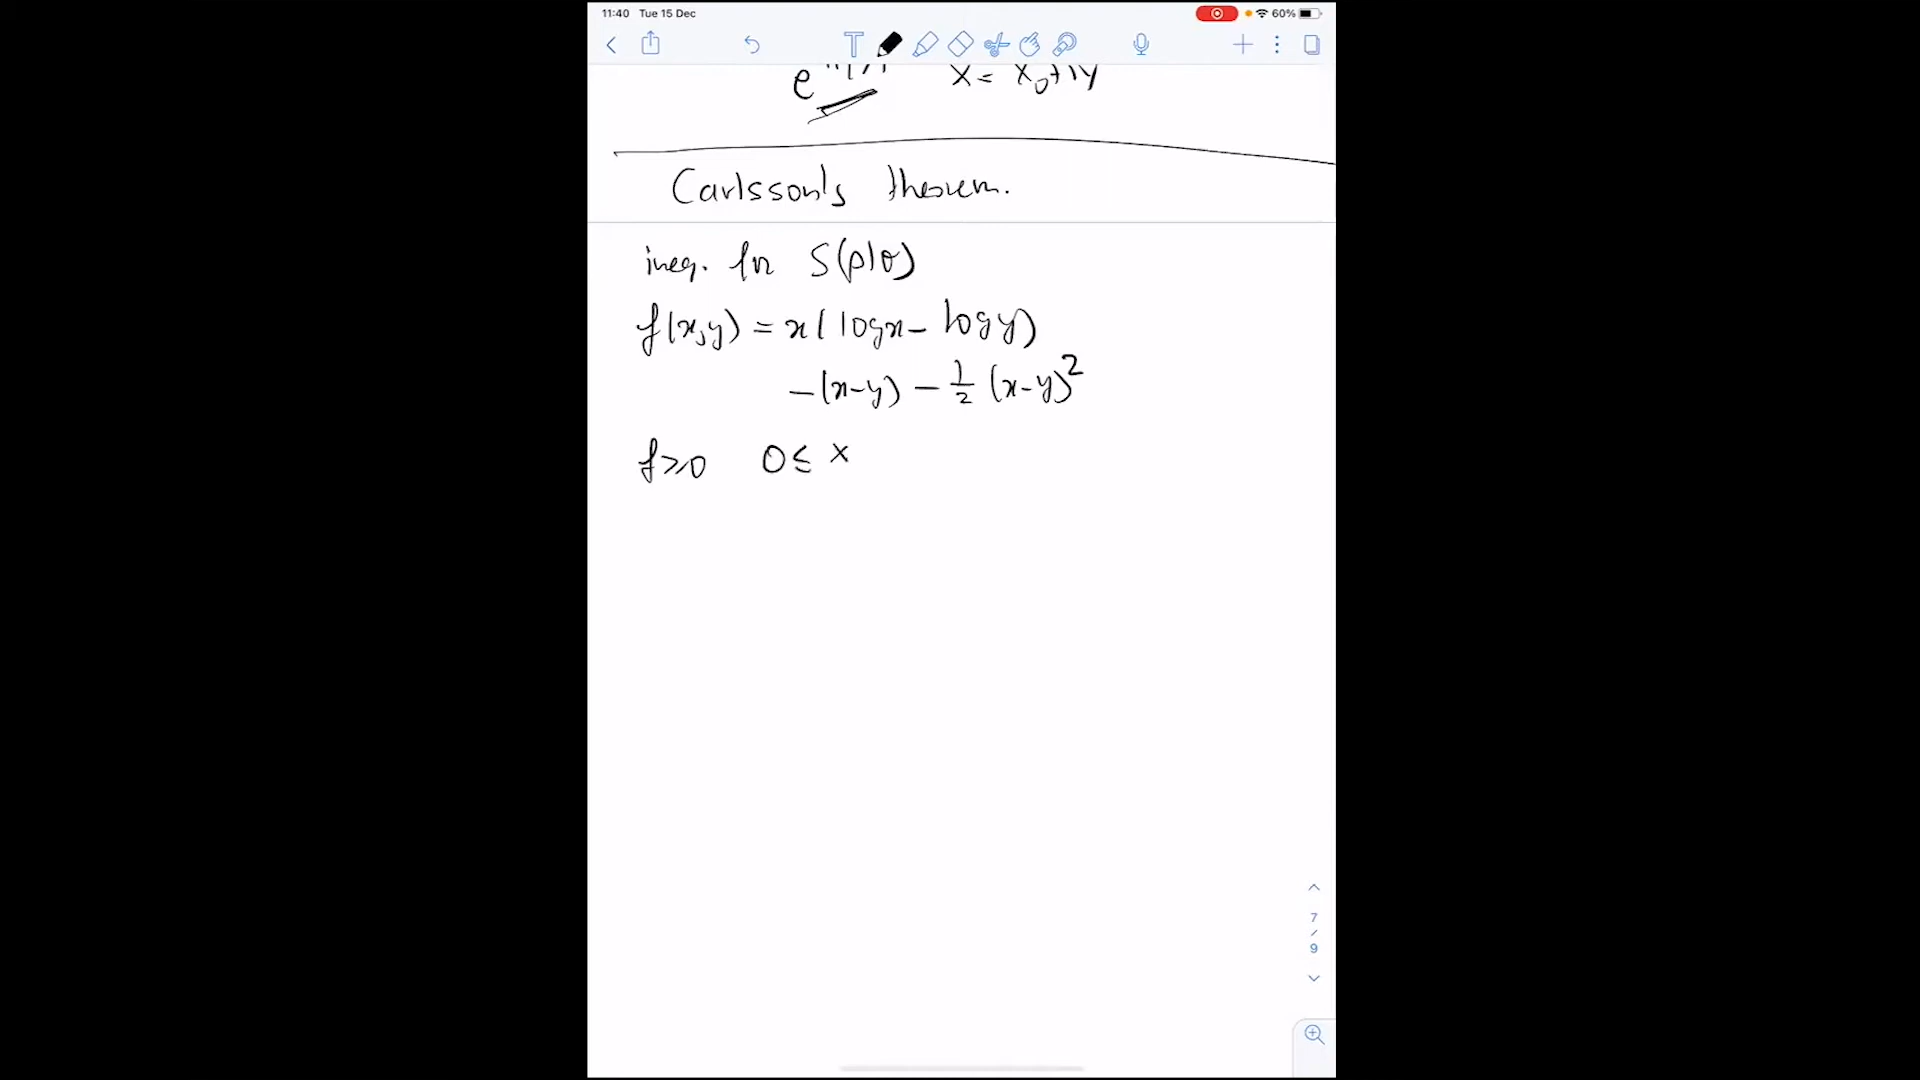 11:40 Tue 15 Dec 60%
x = x₀+iy
Carlsson's theorem.
ineq. for S(ρ|σ)
f(x,y) = x(log x - log y)
-(x-y) - 1/2 (x-y)²
f≥0 0≤ x
7
/
9